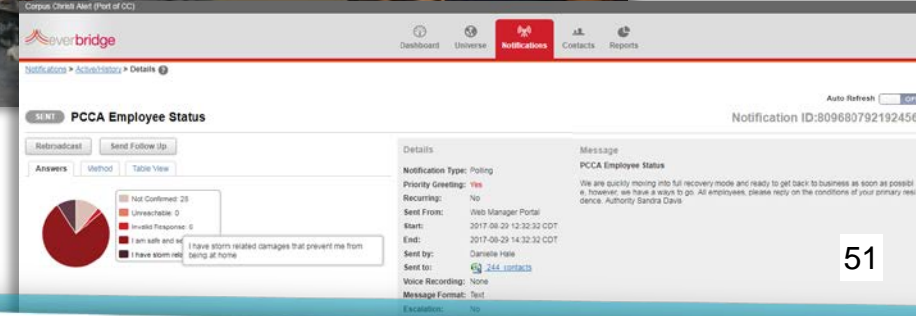 Corpus Christi Alert (Port of CC)
everbridge
Dashboard Universe Notifications Contacts Reports
Notifications > Active/History > Details
Auto Refresh OFF
SENT PCCA Employee Status
Notification ID:809680792192456
Rebroadcast Send Follow Up
Answers Method Table View
Not Confirmed: 28
Unreachable: 0
Invalid Response: 6
I am safe and se
I have storm rela
I have storm related damages that prevent me from
being at home
Details
Notification Type: Polling
Priority Greeting: Yes
Recurring: No
Sent From: Web Manager Portal
Start: 2017-08-29 12:32:32 CDT
End: 2017-08-29 14:32:32 CDT
Sent by: Danielle Hale
Sent to: 244 contacts
Voice Recording: None
Message Format: Text
Escalation: No
Message
PCCA Employee Status
We are quickly moving into full recovery mode and ready to get back to business as soon as possibl
e, however, we have a ways to go. All employees, please reply on the conditions of your primary resi
dence. Authority Sandra Davis
51